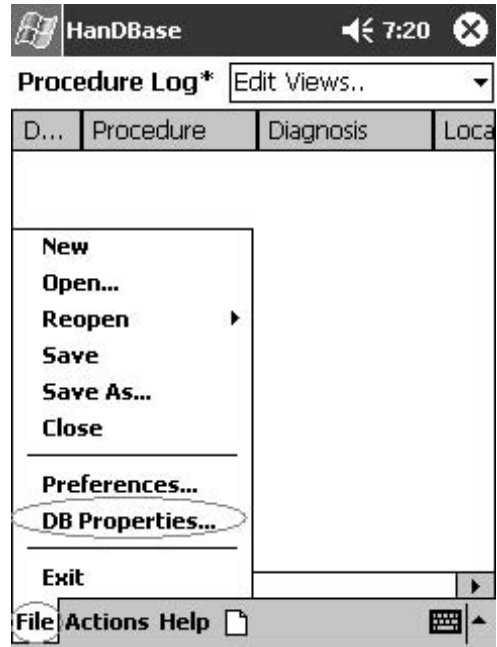 HanDBase 7:20
Procedure Log* Edit Views..
D... Procedure Diagnosis Loca
New
Open...
Reopen
Save
Save As...
Close
Preferences...
DB Properties...
Exit
File Actions Help